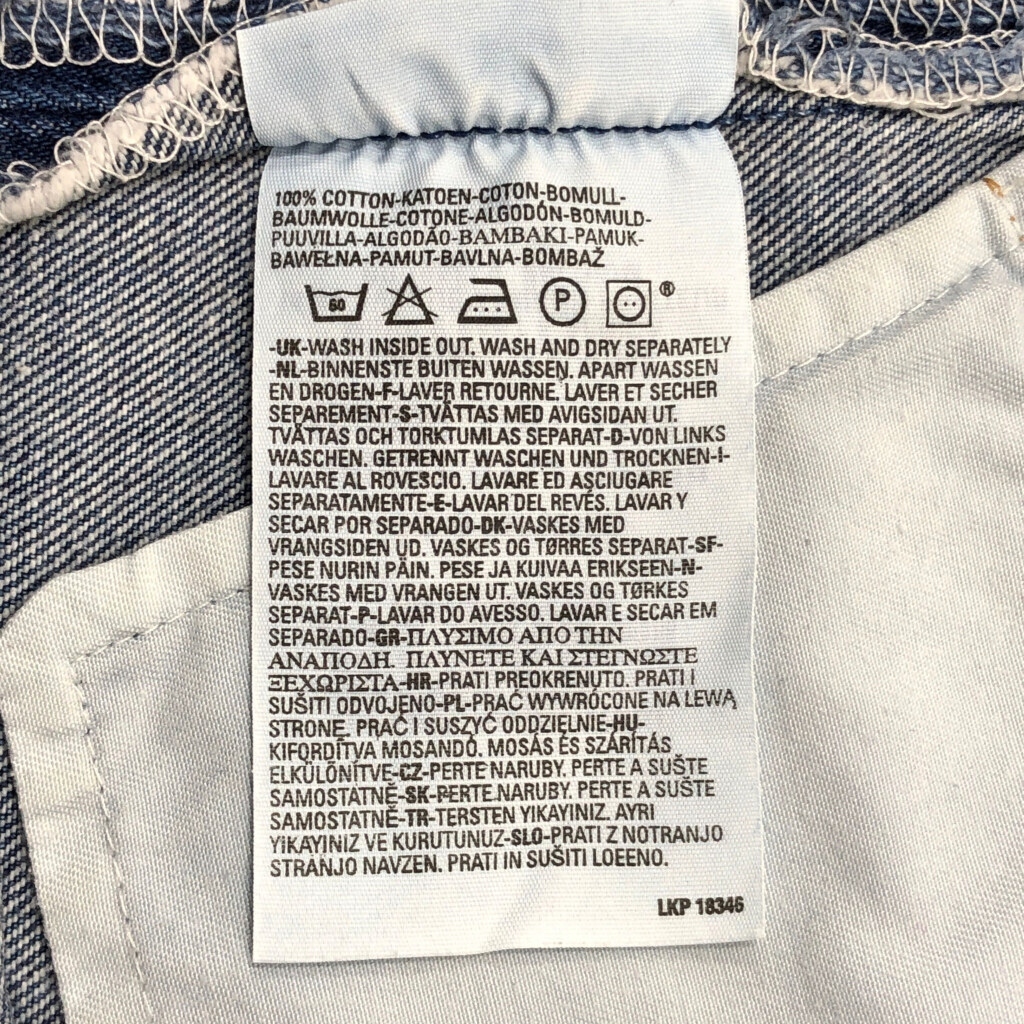 100% COTTON-KATOEN-COTON-BOMULL-
BAUMWOLLE-COTONE-ALGODÓN-BOMULD-
PUUVILLA-ALGODÃO-BAMBAKI-PAMUK-
BAWEŁNA-PAMUT-BAVLNA-BOMBAŽ
60 P ®
-UK-WASH INSIDE OUT. WASH AND DRY SEPARATELY
-NL-BINNENSTE BUITEN WASSEN. APART WASSEN
EN DROGEN-F-LAVER RETOURNE. LAVER ET SECHER
SEPAREMENT-S-TVÄTTAS MED AVIGSIDAN UT.
TVÄTTAS OCH TORKTUMLAS SEPARAT-D-VON LINKS
WASCHEN. GETRENNT WASCHEN UND TROCKNEN-I-
LAVARE AL ROVESCIO. LAVARE ED ASCIUGARE
SEPARATAMENTE-E-LAVAR DEL REVÉS. LAVAR Y
SECAR POR SEPARADO-DK-VASKES MED
VRANGSIDEN UD. VASKES OG TØRRES SEPARAT-SF-
PESE NURIN PÄIN. PESE JA KUIVAA ERIKSEEN-N-
VASKES MED VRANGEN UT. VASKES OG TØRKES
SEPARAT-P-LAVAR DO AVESSO. LAVAR E SECAR EM
SEPARADO-GR-ΠΛΥΣΙΜΟ ΑΠΟ ΤΗΝ
ΑΝΑΠΟΔΗ. ΠΛΥΝΕΤΕ ΚΑΙ ΣΤΕΓΝΩΣΤΕ
ΞΕΧΩΡΙΣΤΑ-HR-PRATI PREOKRENUTO. PRATI I
SUŠITI ODVOJENO-PL-PRAĆ WYWRÓCONE NA LEWĄ
STRONĘ. PRAĆ I SUSZYĆ ODDZIELNIE-HU-
KIFORDÍTVA MOSANDÓ. MOSÁS ÉS SZÁRÍTÁS
ELKÜLÖNÍTVE-CZ-PERTE NARUBY. PERTE A SUŠTE
SAMOSTATNĚ-SK-PERTE NARUBY. PERTE A SUŠTE
SAMOSTATNĚ-TR-TERSTEN YIKAYINIZ. AYRI
YIKAYINIZ VE KURUTUNUZ-SLO-PRATI Z NOTRANJO
STRANJO NAVZEN. PRATI IN SUŠITI LOEENO.
LKP 18346